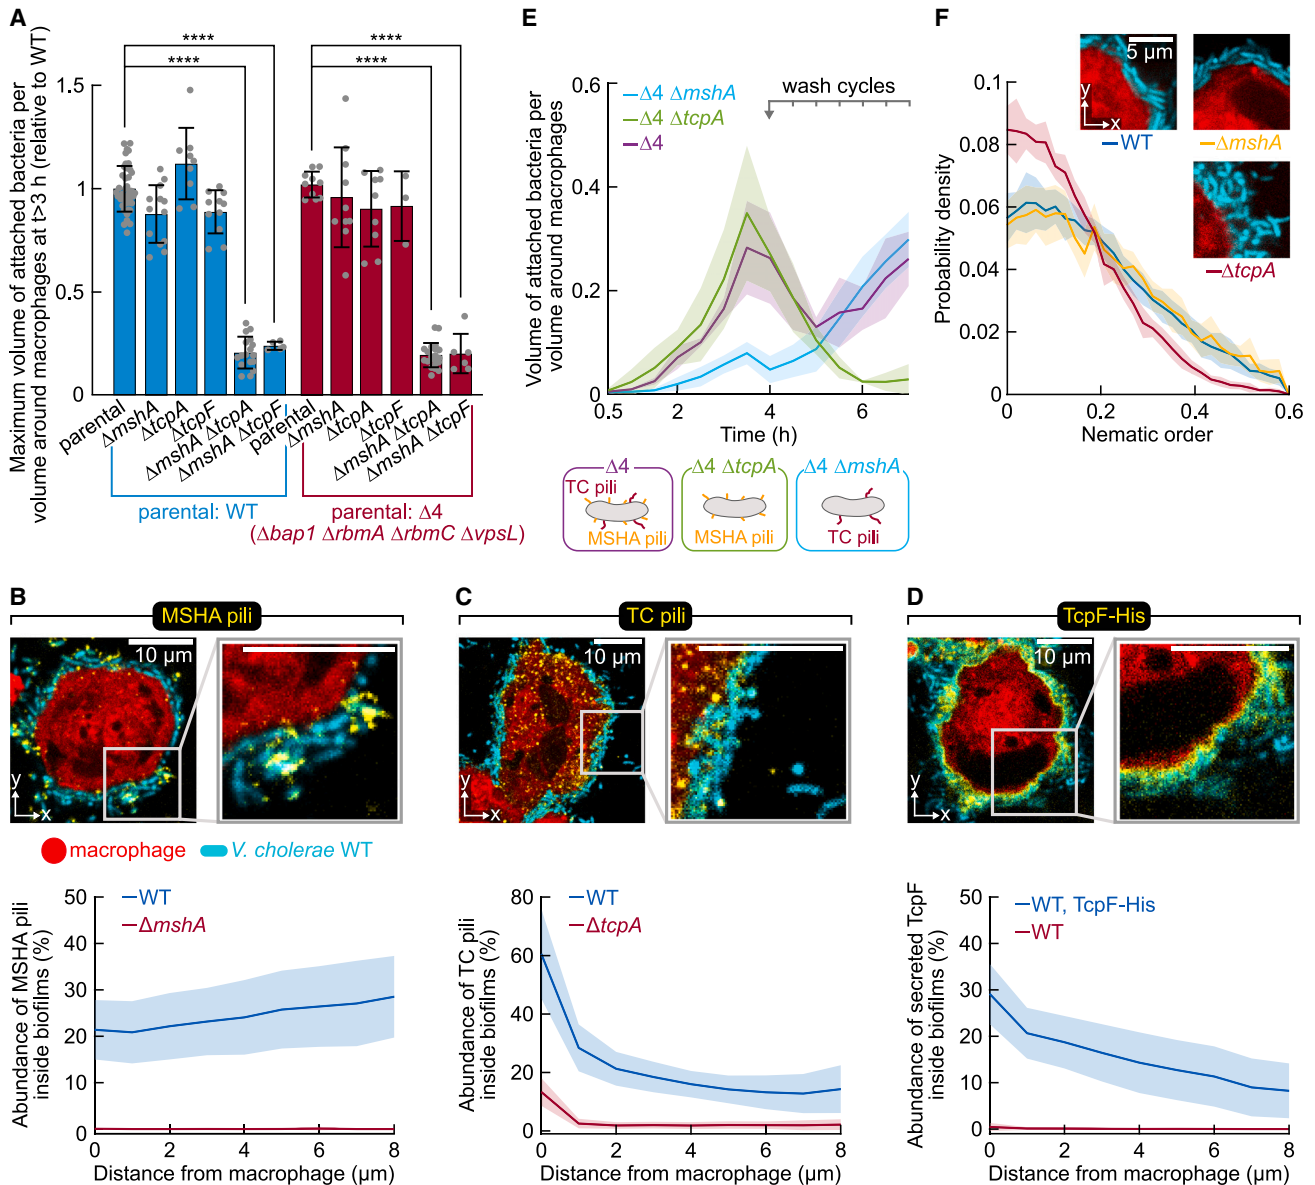 A
Maximum volume of attached bacteria per
volume around macrophages at t>3 h (relative to WT)
****
****
****
****
1.5
1
0.5
0
parental
ΔmshA
ΔtcpA
ΔtcpF
ΔmshA ΔtcpA
ΔmshA ΔtcpF
parental
ΔmshA
ΔtcpA
ΔtcpF
ΔmshA ΔtcpA
ΔmshA ΔtcpF
parental: WT
parental: Δ4
(Δbap1 ΔrbmA ΔrbmC ΔvpsL)
E
Volume of attached bacteria per
volume around macrophages
0.6
0.4
0.2
0
Δ4 ΔmshA
Δ4 ΔtcpA
Δ4
wash cycles
0.5
2
4
6
Time (h)
Δ4
TC pili
MSHA pili
Δ4 ΔtcpA
MSHA pili
Δ4 ΔmshA
TC pili
F
Probability density
0.1
0.08
0.06
0.04
0.02
0
5 µm
y
x
WT
ΔmshA
ΔtcpA
0
0.2
0.4
0.6
Nematic order
B
MSHA pili
10 µm
y
x
macrophage
V. cholerae WT
Abundance of MSHA pili
inside biofilms (%)
50
40
30
20
10
0
WT
ΔmshA
0
2
4
6
8
Distance from macrophage (µm)
C
TC pili
10 µm
y
x
Abundance of TC pili
inside biofilms (%)
80
60
40
20
0
WT
ΔtcpA
0
2
4
6
8
Distance from macrophage (µm)
D
TcpF-His
10 µm
y
x
Abundance of secreted TcpF
inside biofilms (%)
50
40
30
20
10
0
WT, TcpF-His
WT
0
2
4
6
8
Distance from macrophage (µm)